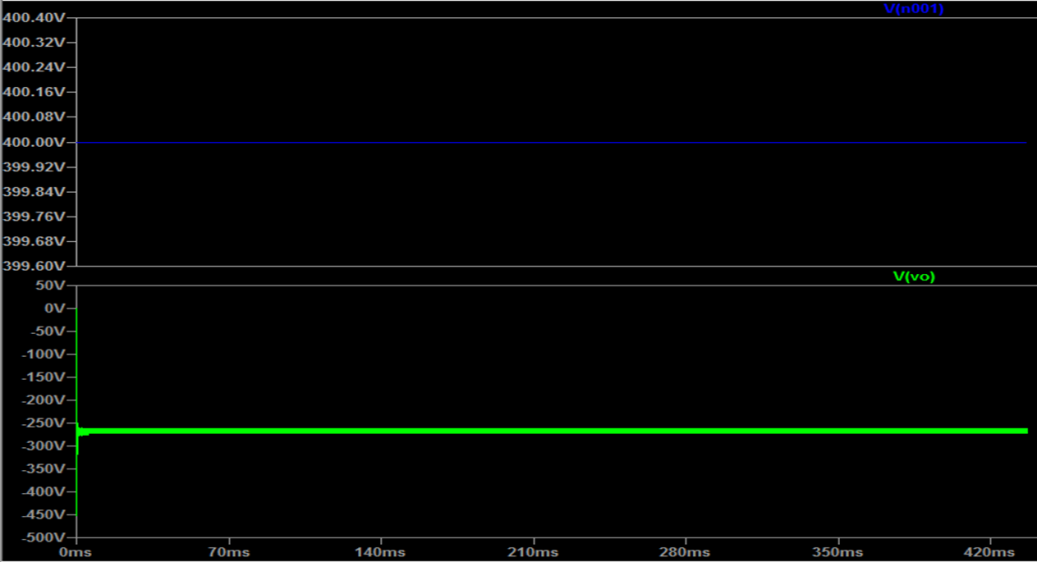 V(n001)
400.40V
400.32V
400.24V
400.16V
400.08V
400.00V
399.92V
399.84V
399.76V
399.68V
399.60V
V(vo)
50V
0V
-50V
-100V
-150V
-200V
-250V
-300V
-350V
-400V
-450V
-500V
0ms 70ms 140ms 210ms 280ms 350ms 420ms